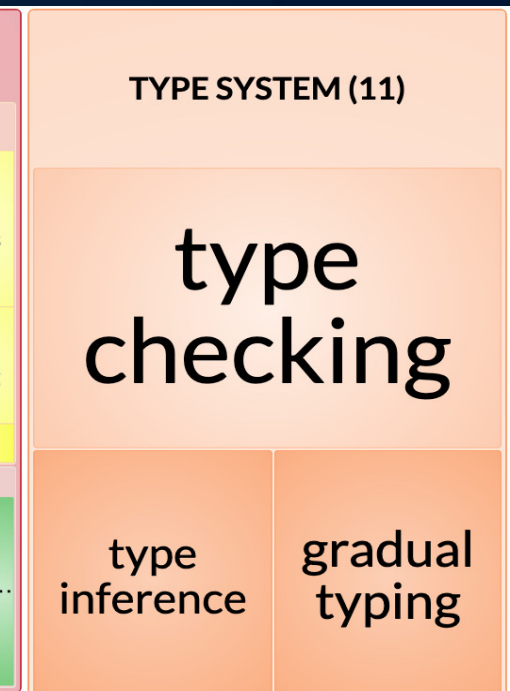 TYPE SYSTEM (11)
type
checking
type
inference
gradual
typing